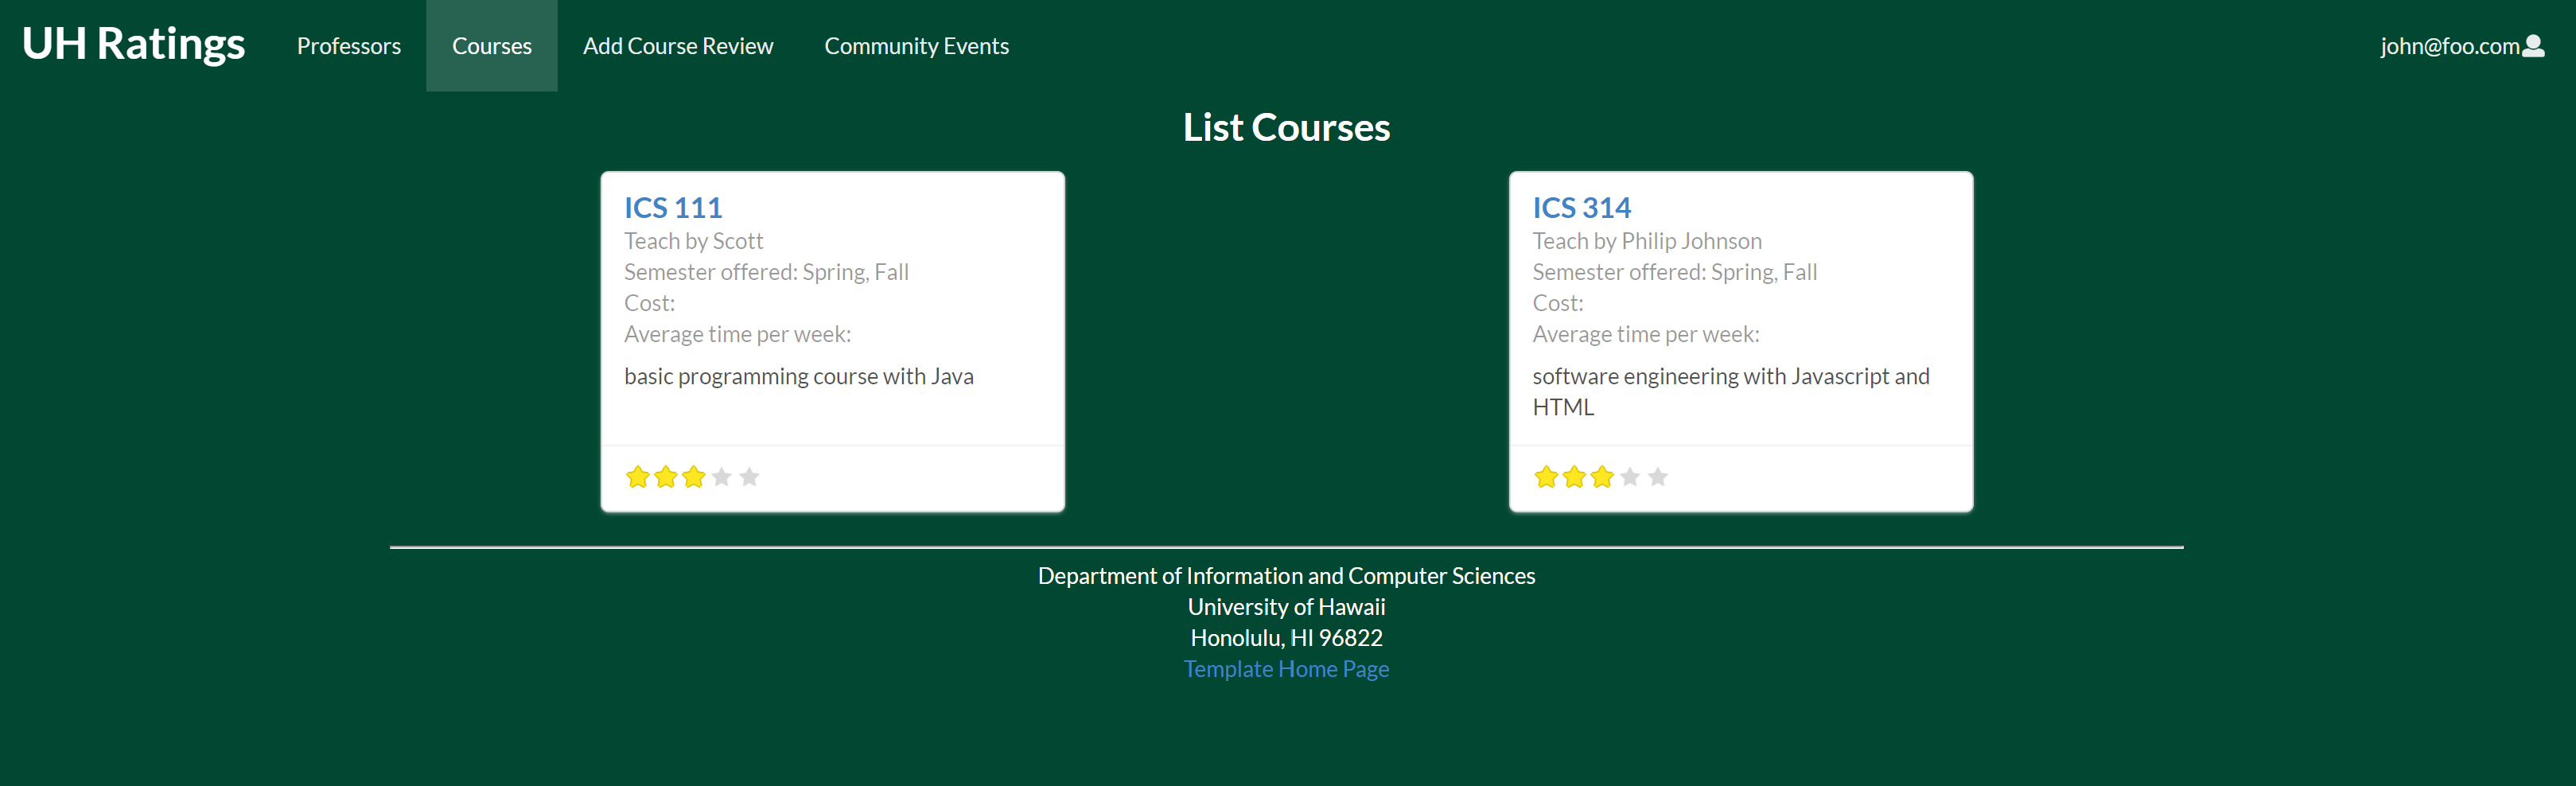 UH Ratings Professors Courses Add Course Review Community Events john@foo.com
List Courses
ICS 111
Teach by Scott
Semester offered: Spring, Fall
Cost:
Average time per week:
basic programming course with Java
ICS 314
Teach by Philip Johnson
Semester offered: Spring, Fall
Cost:
Average time per week:
software engineering with Javascript and
HTML
Department of Information and Computer Sciences
University of Hawaii
Honolulu, HI 96822
Template Home Page